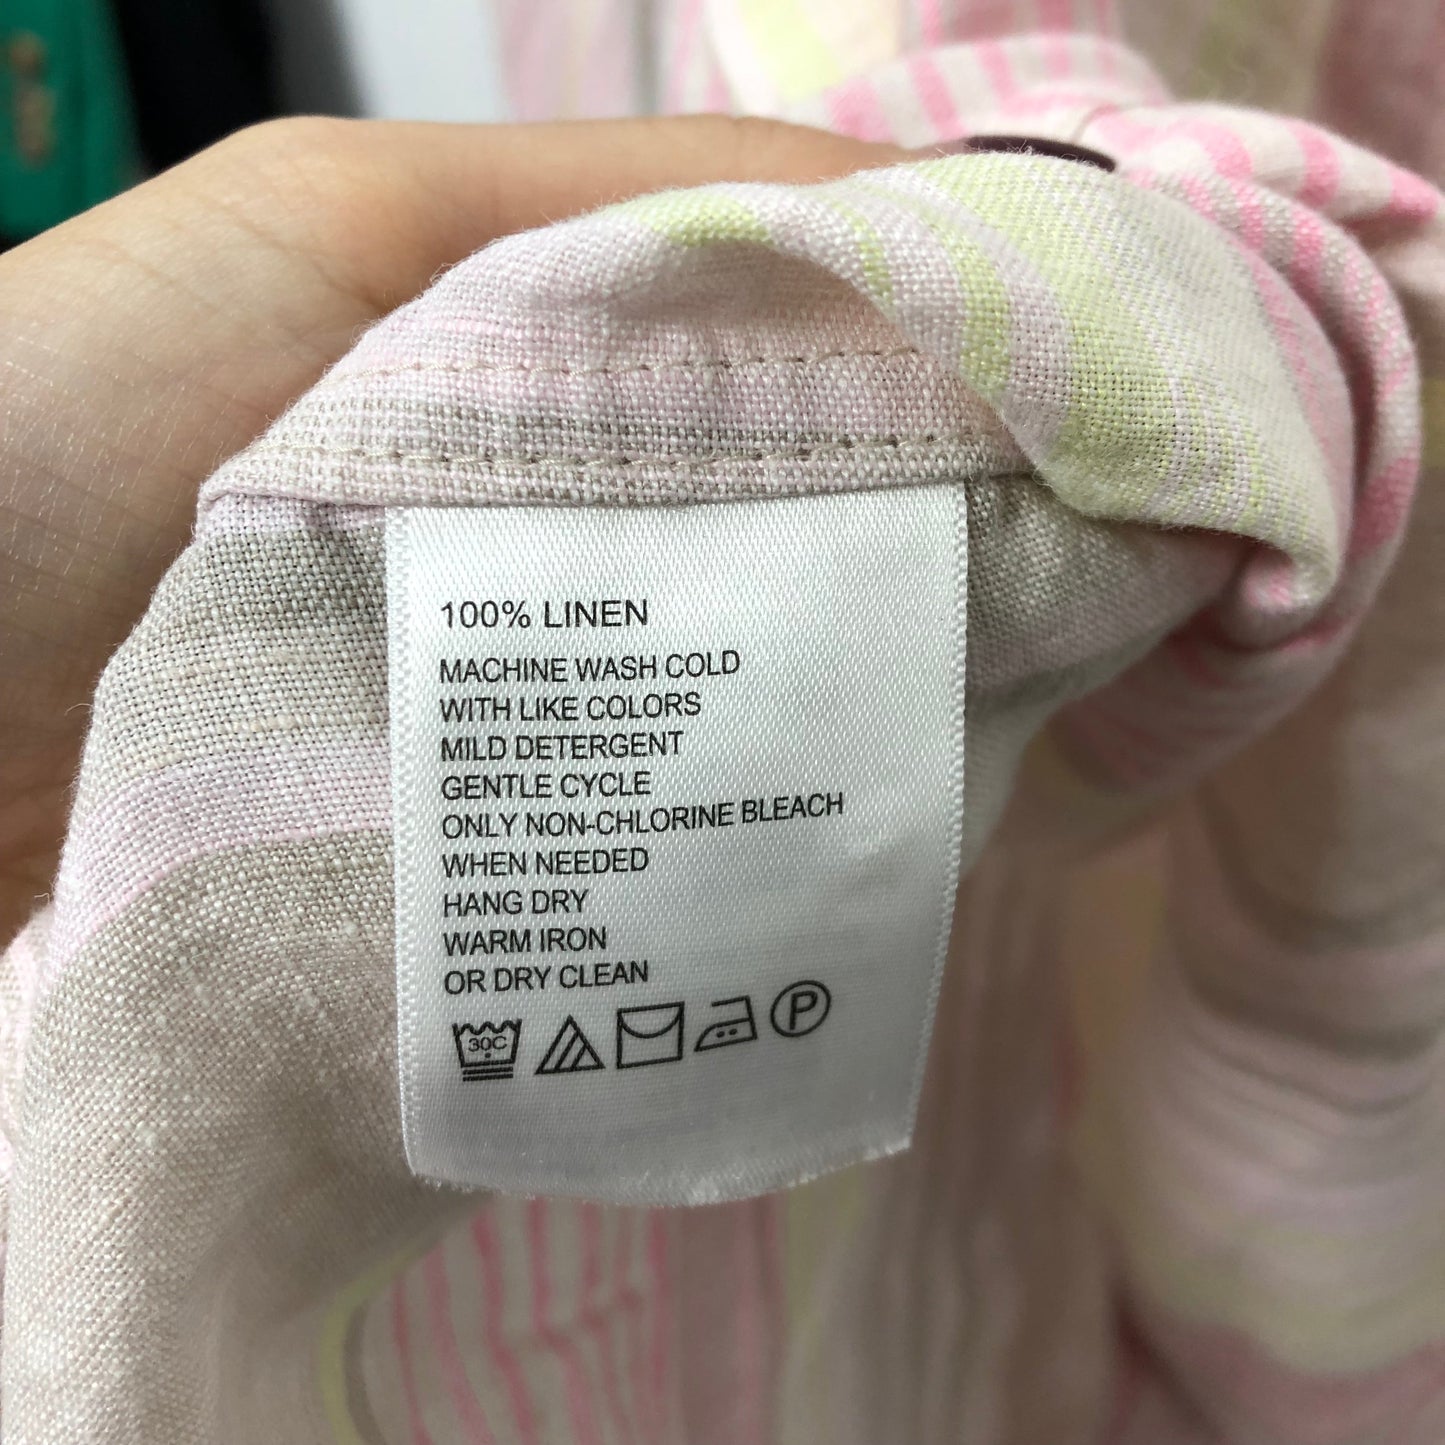 100% LINEN
MACHINE WASH COLD
WITH LIKE COLORS
MILD DETERGENT
GENTLE CYCLE
ONLY NON-CHLORINE BLEACH
WHEN NEEDED
HANG DRY
WARM IRON
OR DRY CLEAN
30C P